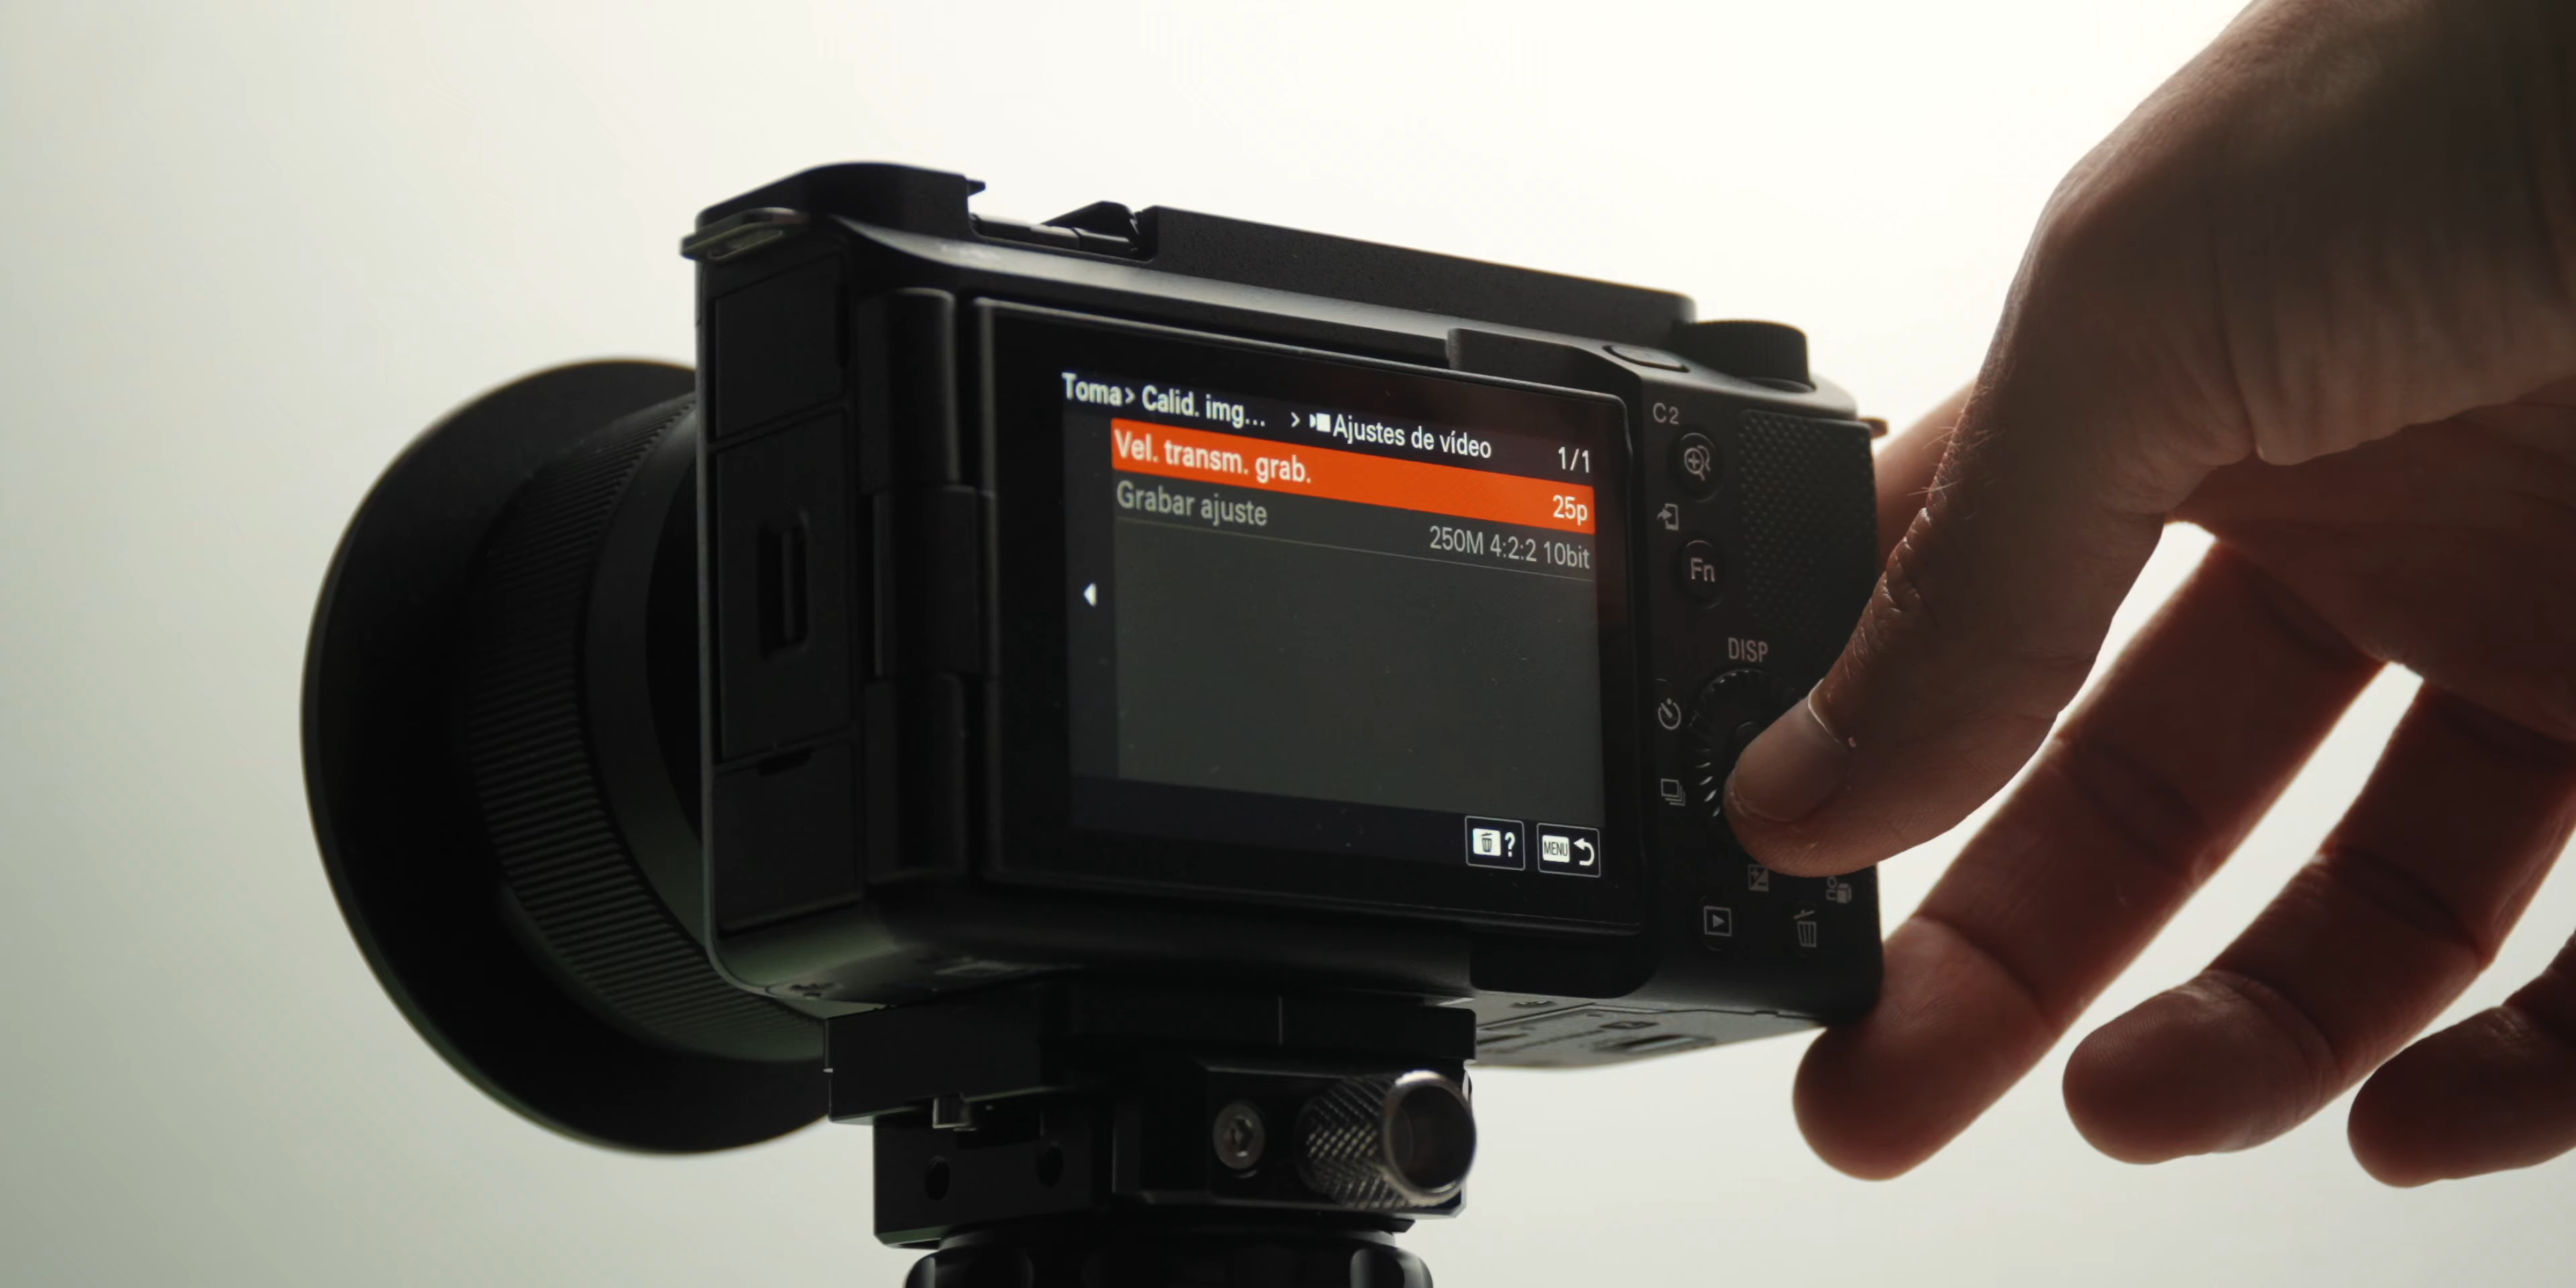 Toma> Calid. img... > Ajustes de vídeo 1/1
Vel. transm. grab. 25p
Grabar ajuste 250M 4:2:2 10bit
? MENU
C2
Fn
DISP